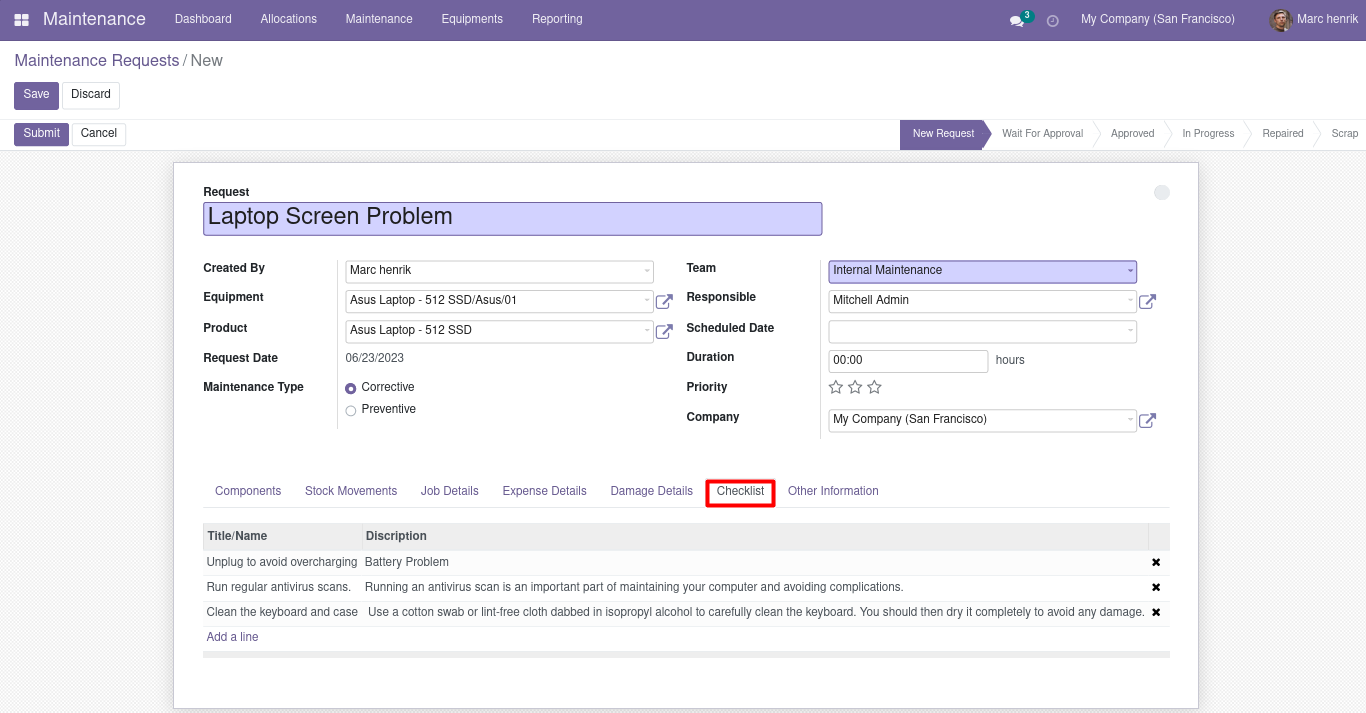 Maintenance Dashboard Allocations Maintenance Equipments Reporting 3 My Company (San Francisco) Marc henrik
Maintenance Requests / New
Save Discard
Submit Cancel New Request Wait For Approval Approved In Progress Repaired Scrap
Request
Laptop Screen Problem
Created By Marc henrik Team Internal Maintenance
Equipment Asus Laptop - 512 SSD/Asus/01 Responsible Mitchell Admin
Product Asus Laptop - 512 SSD Scheduled Date
Request Date 06/23/2023 Duration 00:00 hours
Maintenance Type Corrective Priority
Preventive
Company My Company (San Francisco)
Components Stock Movements Job Details Expense Details Damage Details Checklist Other Information
Title/Name Discription
Unplug to avoid overcharging Battery Problem
Run regular antivirus scans. Running an antivirus scan is an important part of maintaining your computer and avoiding complications.
Clean the keyboard and case Use a cotton swab or lint-free cloth dabbed in isopropyl alcohol to carefully clean the keyboard. You should then dry it completely to avoid any damage.
Add a line